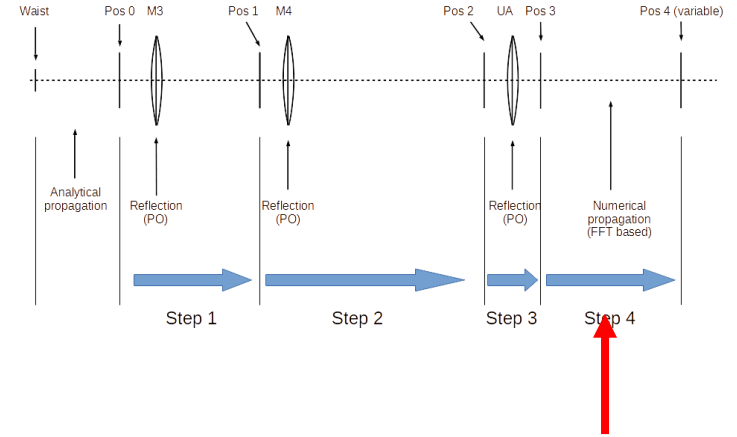 Waist
Pos 0
M3
Pos 1
M4
Pos 2
UA
Pos 3
Pos 4 (variable)
Analytical
propagation
Reflection
(PO)
Reflection
(PO)
Reflection
(PO)
Numerical
propagation
(FFT based)
Step 1
Step 2
Step 3
Step 4